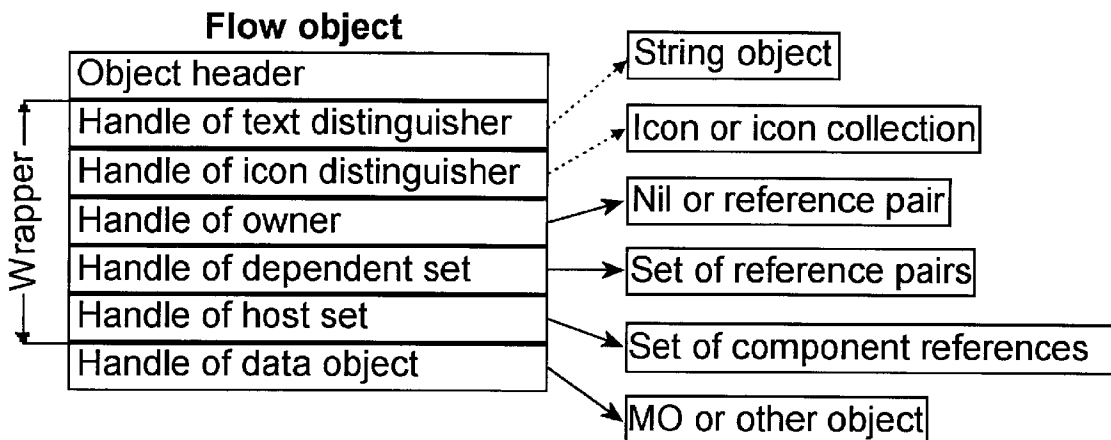 Flow object
Object header
Wrapper
Handle of text distinguisher
Handle of icon distinguisher
Handle of owner
Handle of dependent set
Handle of host set
Handle of data object
String object
Icon or icon collection
Nil or reference pair
Set of reference pairs
Set of component references
MO or other object